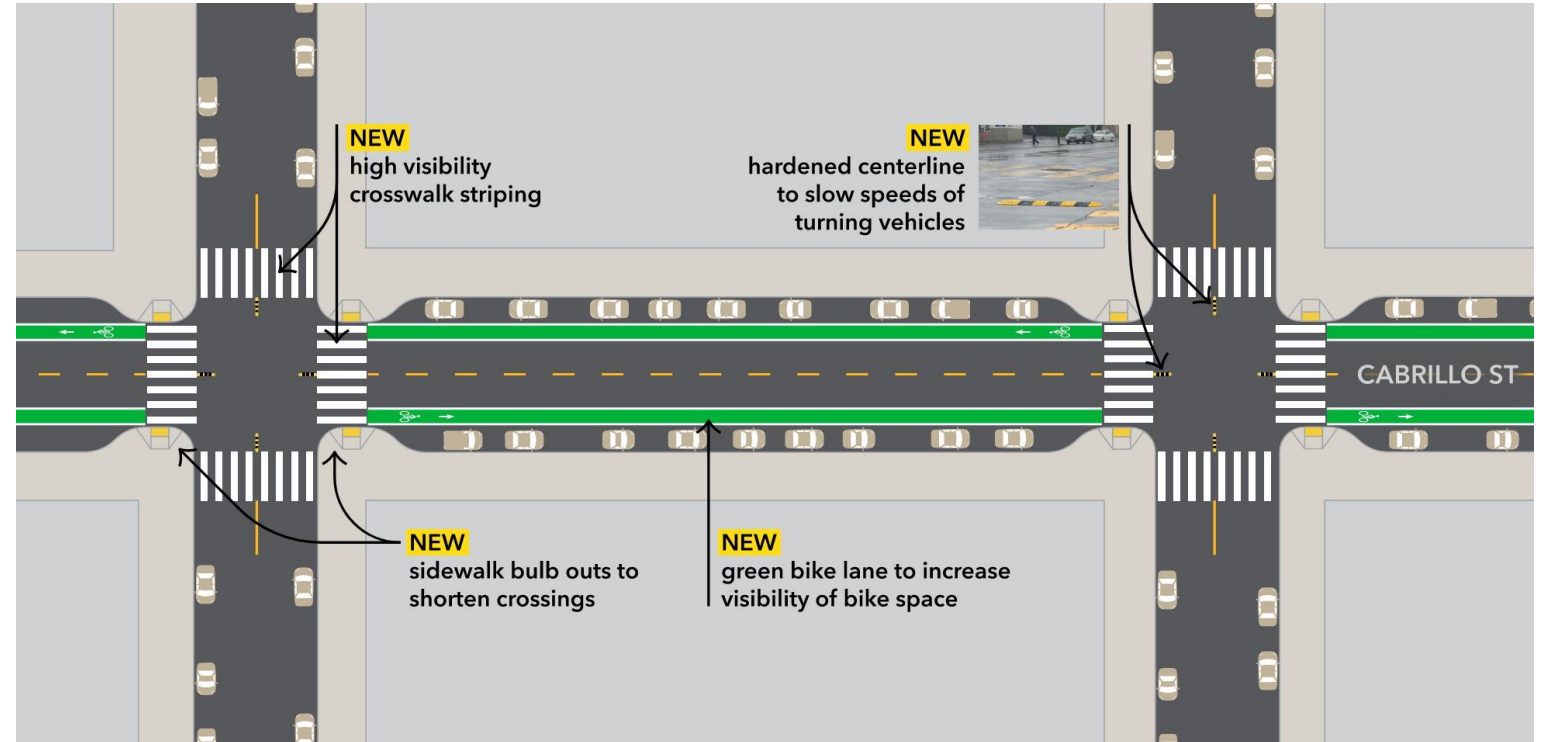 NEW
high visibility
crosswalk striping
NEW
hardened centerline
to slow speeds of
turning vehicles
CABRILLO ST
NEW
sidewalk bulb outs to
shorten crossings
NEW
green bike lane to increase
visibility of bike space